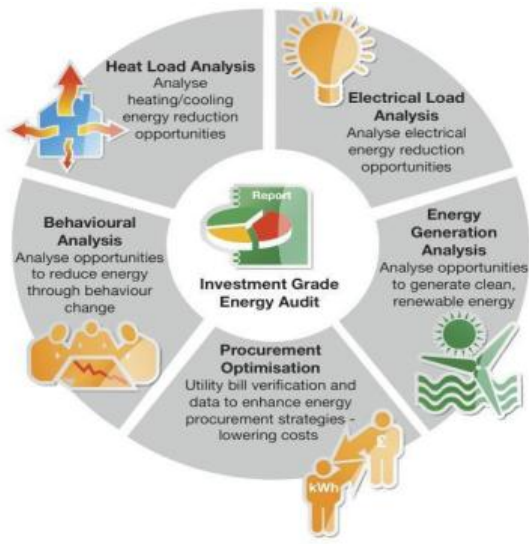 Heat Load Analysis
Analyse
heating/cooling
energy reduction
opportunities
Electrical Load
Analysis
Analyse electrical
energy reduction
opportunities
Report
Investment Grade
Energy Audit
Behavioural
Analysis
Analyse opportunities
to reduce energy
through behaviour
change
Energy
Generation
Analysis
Analyse opportunities
to generate clean,
renewable energy
Procurement
Optimisation
Utility bill verification and
data to enhance energy
procurement strategies -
lowering costs
£
kWh